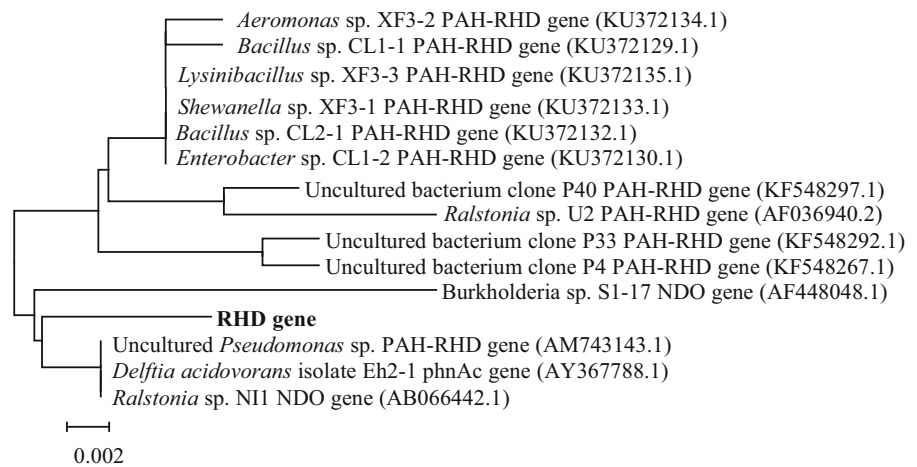 Aeromonas sp. XF3-2 PAH-RHD gene (KU372134.1)
Bacillus sp. CL1-1 PAH-RHD gene (KU372129.1)
Lysinibacillus sp. XF3-3 PAH-RHD gene (KU372135.1)
Shewanella sp. XF3-1 PAH-RHD gene (KU372133.1)
Bacillus sp. CL2-1 PAH-RHD gene (KU372132.1)
Enterobacter sp. CL1-2 PAH-RHD gene (KU372130.1)
Uncultured bacterium clone P40 PAH-RHD gene (KF548297.1)
Ralstonia sp. U2 PAH-RHD gene (AF036940.2)
Uncultured bacterium clone P33 PAH-RHD gene (KF548292.1)
Uncultured bacterium clone P4 PAH-RHD gene (KF548267.1)
Burkholderia sp. S1-17 NDO gene (AF448048.1)
RHD gene
Uncultured Pseudomonas sp. PAH-RHD gene (AM743143.1)
Delftia acidovorans isolate Eh2-1 phnAc gene (AY367788.1)
Ralstonia sp. NI1 NDO gene (AB066442.1)
0.002